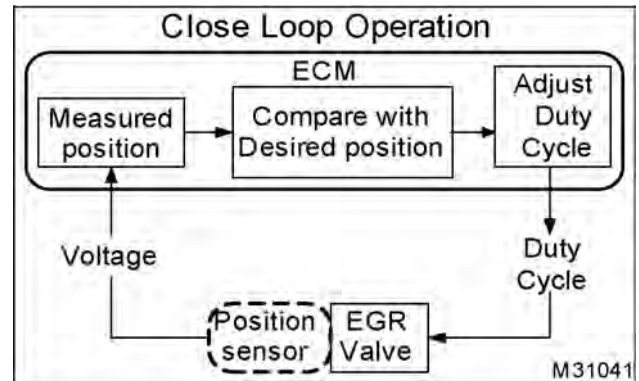 Close Loop Operation
ECM
Measured
position
Compare with
Desired position
Adjust
Duty
Cycle
Voltage
Duty
Cycle
Position
sensor
EGR
Valve
M31041